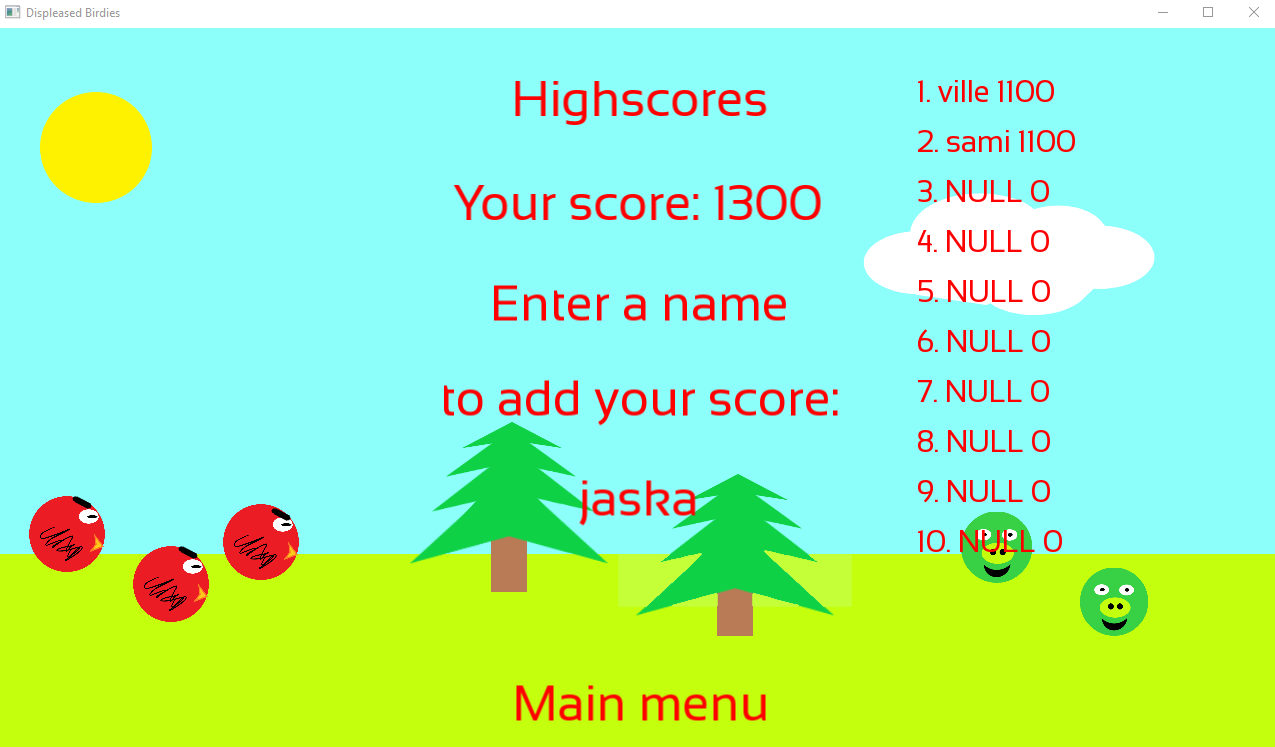 Displeased Birdies
Highscores
Your score: 1300
Enter a name
to add your score:
jaska
Main menu
1. ville 1100
2. sami 1100
3. NULL 0
4. NULL 0
5. NULL 0
6. NULL 0
7. NULL 0
8. NULL 0
9. NULL 0
10. NULL 0